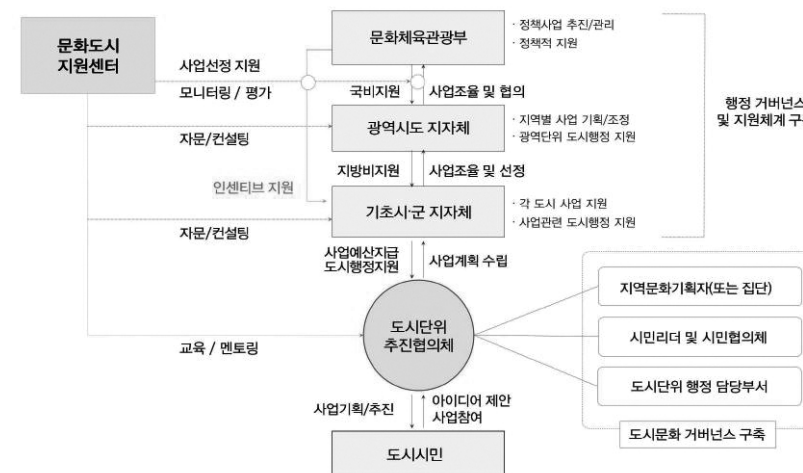 문화도시
지원센터
문화체육관광부
· 정책사업 추진/관리
· 정책적 지원
사업선정 지원
모니터링 / 평가
국비지원
사업조율 및 협의
행정 거버넌스
및 지원체계 구
광역시도 지자체
· 지역별 사업 기획/조정
· 광역단위 도시행정 지원
자문/컨설팅
지방비지원
사업조율 및 선정
인센티브 지원
기초시·군 지자체
· 각 도시 사업 지원
· 사업관련 도시행정 지원
자문/컨설팅
사업예산지급
도시행정지원
사업계획 수립
도시단위
추진협의체
지역문화기획자(또는 집단)
시민리더 및 시민협의체
도시단위 행정 담당부서
도시문화 거버넌스 구축
교육 / 멘토링
사업기획/추진
아이디어 제안
사업참여
도시시민